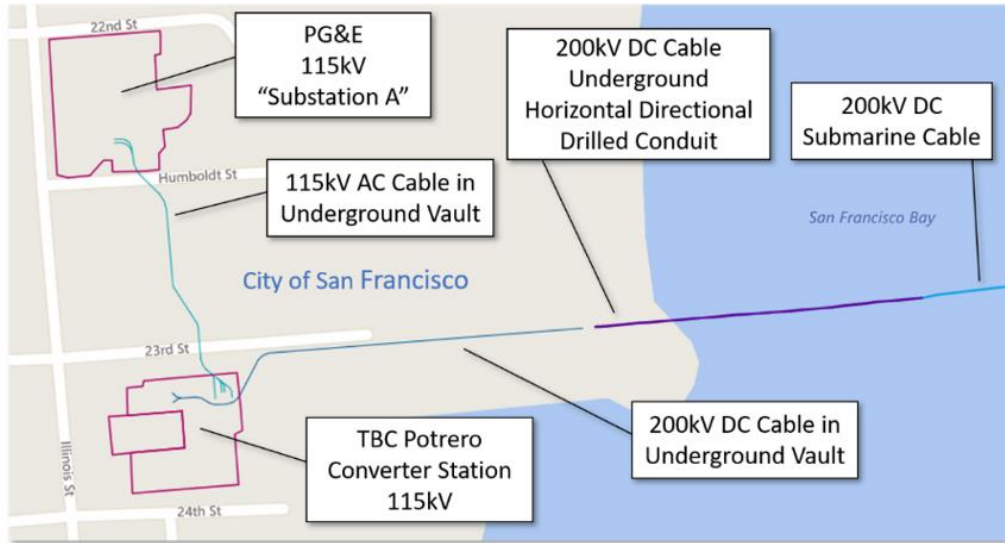 22nd St
PG&E
115kV
“Substation A”
200kV DC Cable
Underground
Horizontal Directional
Drilled Conduit
200kV DC
Submarine Cable
Humboldt St
115kV AC Cable in
Underground Vault
San Francisco Bay
City of San Francisco
23rd St
Illinois St
TBC Potrero
Converter Station
115kV
200kV DC Cable in
Underground Vault
24th St